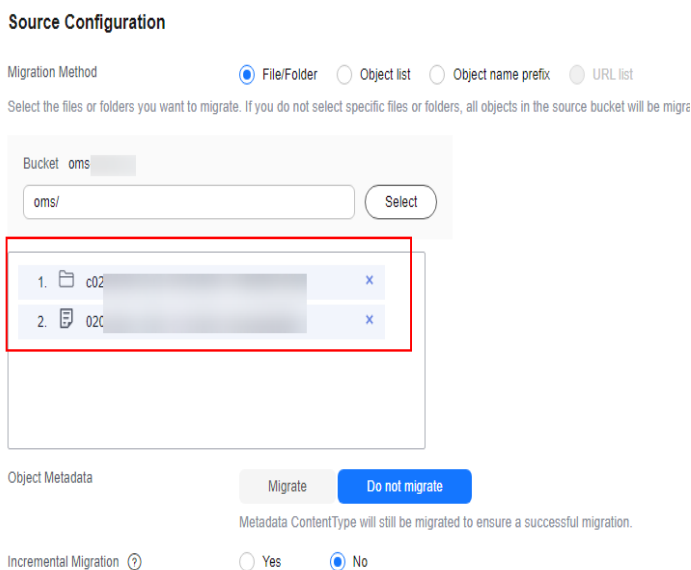 Source Configuration
Migration Method File/Folder Object list Object name prefix URL list
Select the files or folders you want to migrate. If you do not select specific files or folders, all objects in the source bucket will be
Bucket oms
oms/ Select
1. c02 ×
2. 020 ×
Object Metadata Migrate Do not migrate
Metadata ContentType will still be migrated to ensure a successful migration.
Incremental Migration ? Yes No